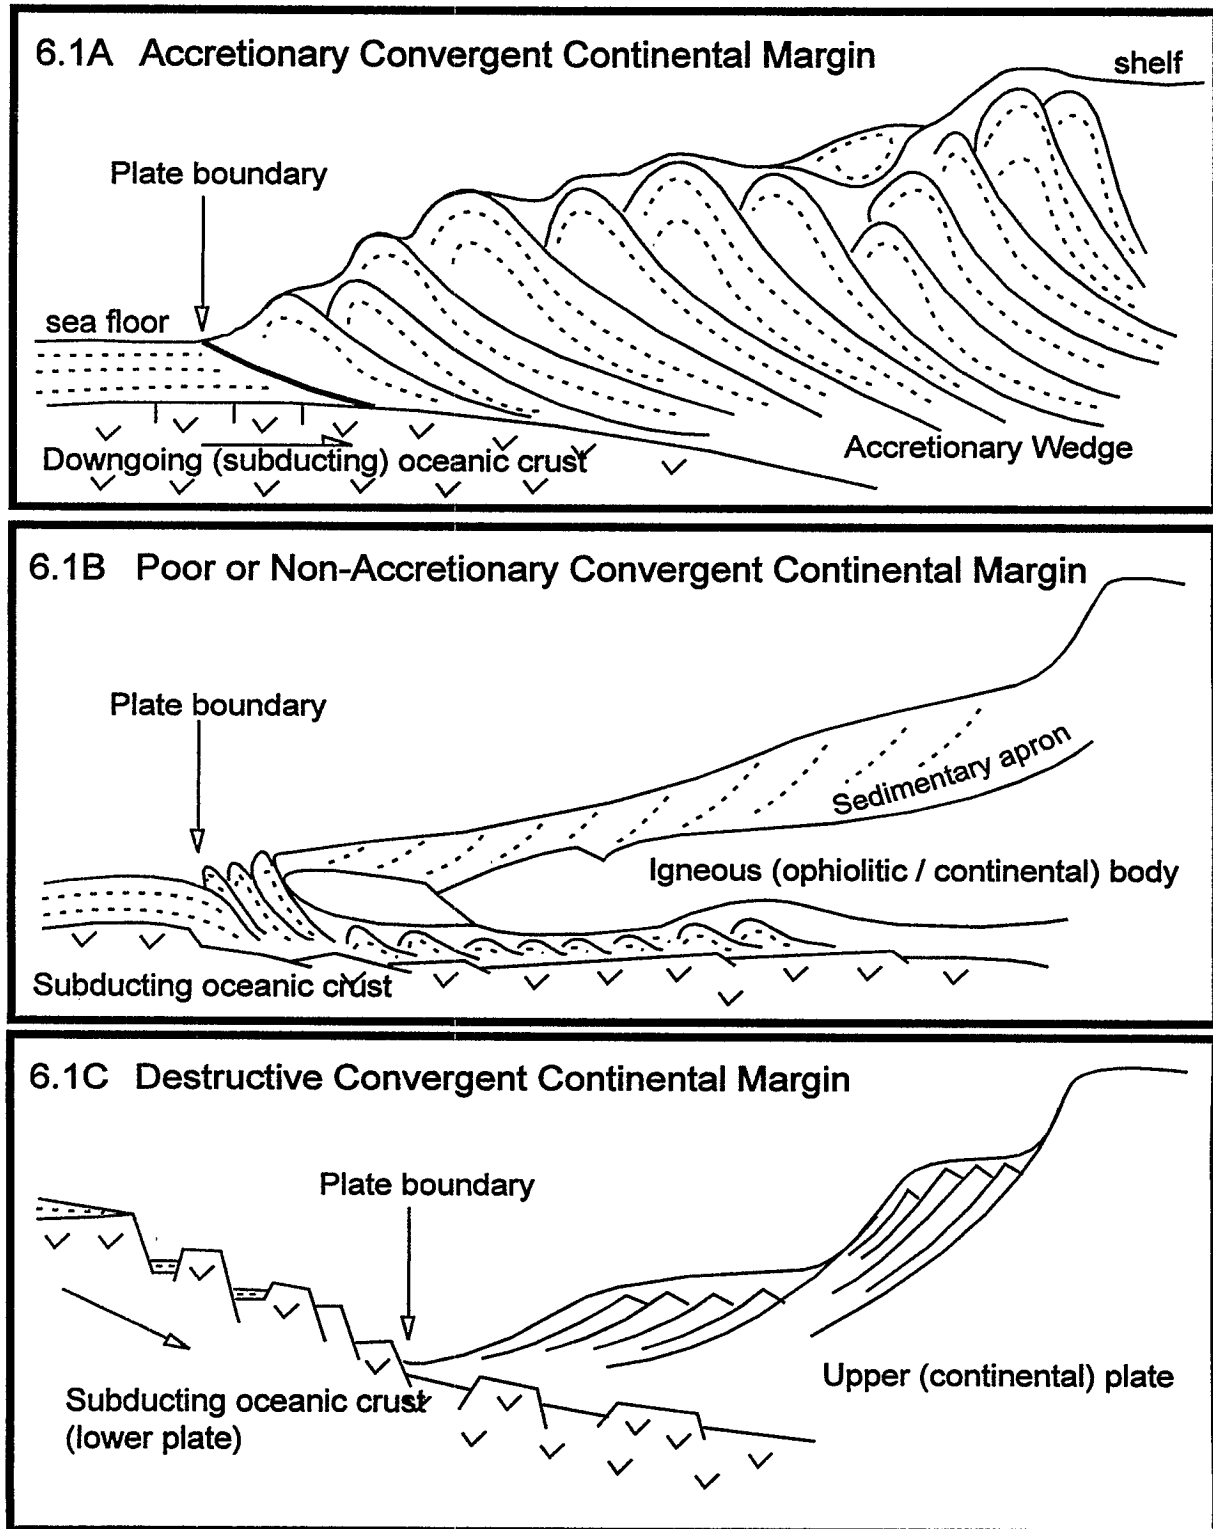 6.1A Accretionary Convergent Continental Margin
shelf
Plate boundary
sea floor
Downgoing (subducting) oceanic crust
Accretionary Wedge
6.1B Poor or Non-Accretionary Convergent Continental Margin
Plate boundary
Sedimentary apron
Igneous (ophiolitic / continental) body
Subducting oceanic crust
6.1C Destructive Convergent Continental Margin
Plate boundary
Upper (continental) plate
Subducting oceanic crust
(lower plate)